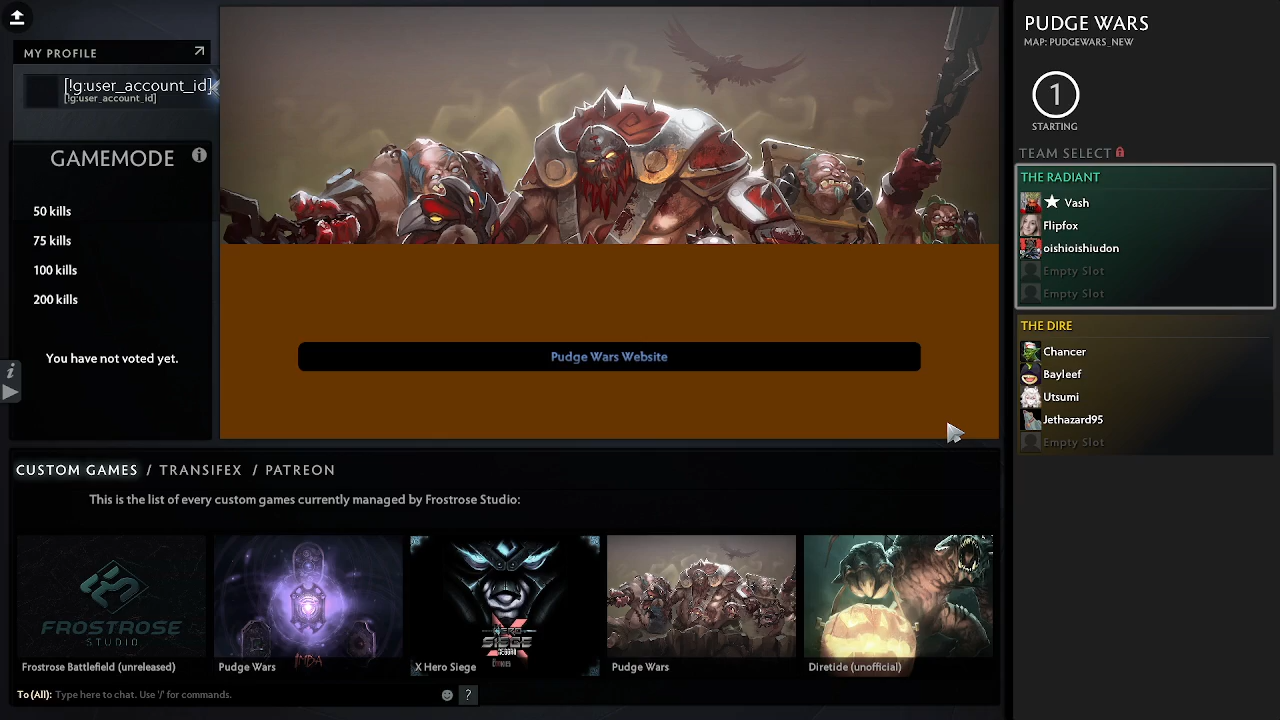 MY PROFILE
[!g:user_account_id]
[!g:user_account_id]
GAMEMODE
50 kills
75 kills
100 kills
200 kills
You have not voted yet.
Pudge Wars Website
PUDGE WARS
MAP: PUDGEWARS_NEW
1
STARTING
TEAM SELECT
THE RADIANT
Vash
Flipfox
oishioishiudon
Empty Slot
Empty Slot
THE DIRE
Chancer
Bayleef
Utsumi
Jethazard95
Empty Slot
CUSTOM GAMES / TRANSIFEX / PATREON
This is the list of every custom games currently managed by Frostrose Studio:
FROSTROSE
STUDIO
Frostrose Battlefield (unreleased)
IMBA
Pudge Wars
HERO
SIEGE
X Hero Siege
Pudge Wars
Diretide (unofficial)
To (All): Type here to chat. Use '/' for commands.
?